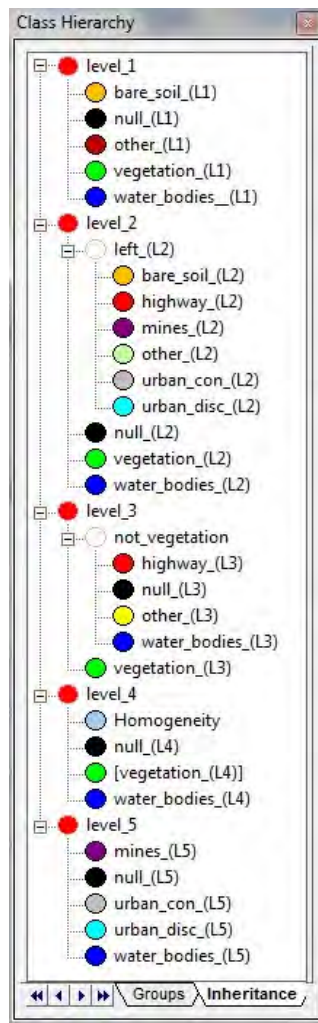 Class Hierarchy
level_1
bare_soil_(L1)
null_(L1)
other_(L1)
vegetation_(L1)
water_bodies__(L1)
level_2
left_(L2)
bare_soil_(L2)
highway_(L2)
mines_(L2)
other_(L2)
urban_con_(L2)
urban_disc_(L2)
null_(L2)
vegetation_(L2)
water_bodies_(L2)
level_3
not_vegetation
highway_(L3)
null_(L3)
other_(L3)
water_bodies_(L3)
vegetation_(L3)
level_4
Homogeneity
null_(L4)
[vegetation_(L4)]
water_bodies_(L4)
level_5
mines_(L5)
null_(L5)
urban_con_(L5)
urban_disc_(L5)
water_bodies_(L5)
Groups Inheritance